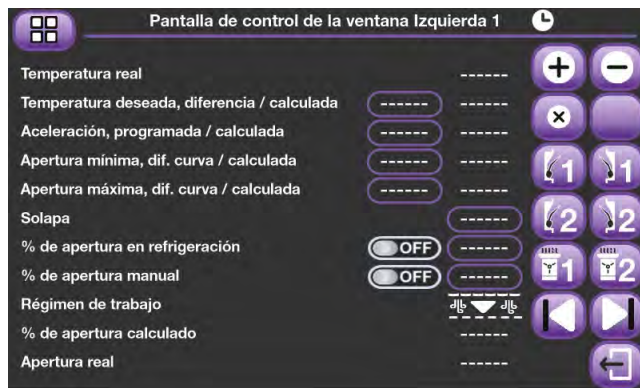 Pantalla de control de la ventana Izquierda 1
Temperatura real ------
Temperatura deseada, diferencia / calculada ------ ------
Aceleración, programada / calculada ------ ------
Apertura mínima, dif. curva / calculada ------ ------
Apertura máxima, dif. curva / calculada ------ ------
Solapa ------
% de apertura en refrigeración OFF ------
% de apertura manual OFF ------
Régimen de trabajo
% de apertura calculado ------
Apertura real ------
1 1
2 2
1 2